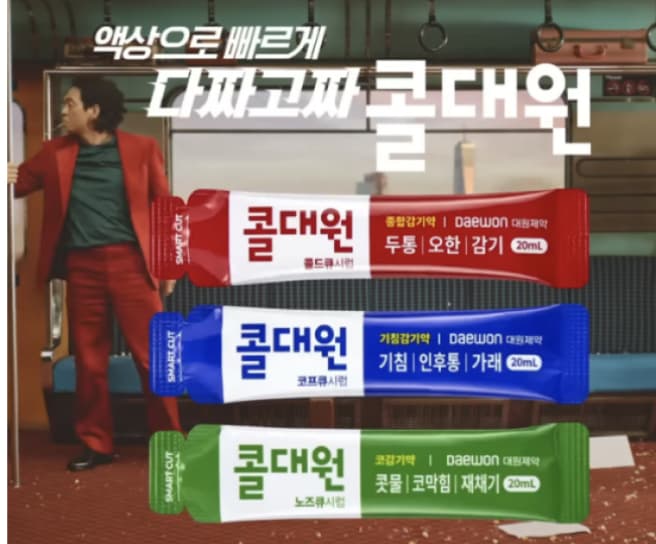 액상으로 빠르게
다짜고짜 콜대원
SMART CUT
콜대원
콜드큐시럽
종합감기약 | Daewon 대원제약
두통 | 오한 | 감기 20mL
SMART CUT
콜대원
코프큐시럽
기침감기약 | Daewon 대원제약
기침 | 인후통 | 가래 20mL
SMART CUT
콜대원
노즈큐시럽
코감기약 | Daewon 대원제약
콧물 | 코막힘 | 재채기 20mL